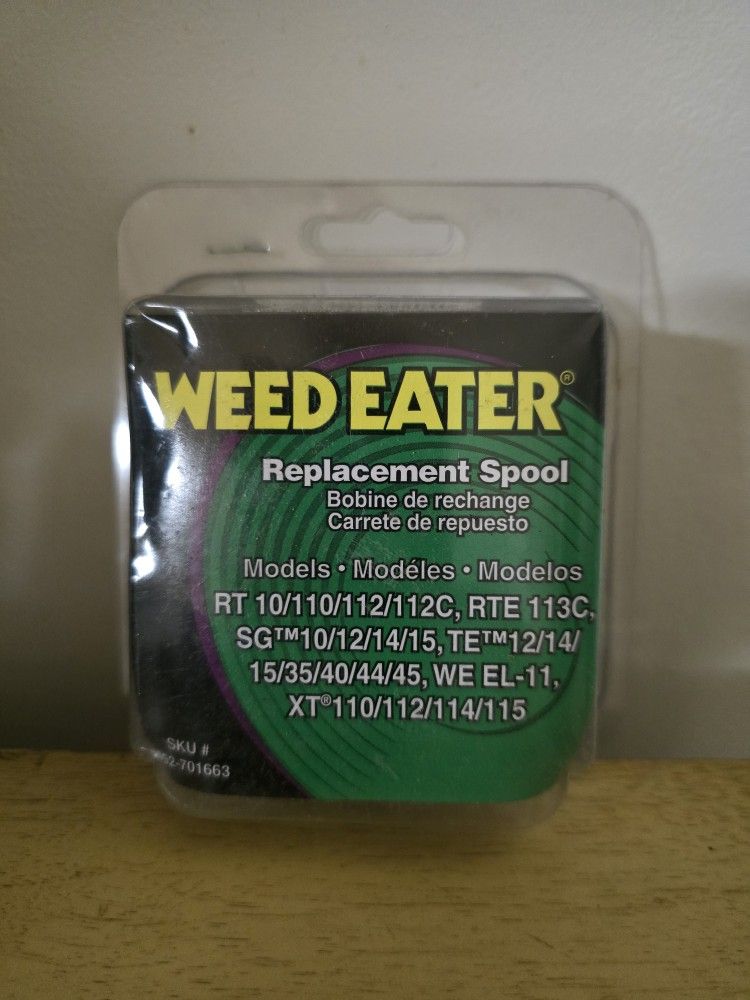 WEED EATER®
Replacement Spool
Bobine de rechange
Carrete de repuesto
Models • Modéles • Modelos
RT 10/110/112/112C, RTE 113C,
SG™10/12/14/15, TE™12/14/
15/35/40/44/45, WE EL-11,
XT®110/112/114/115
SKU #
-701663